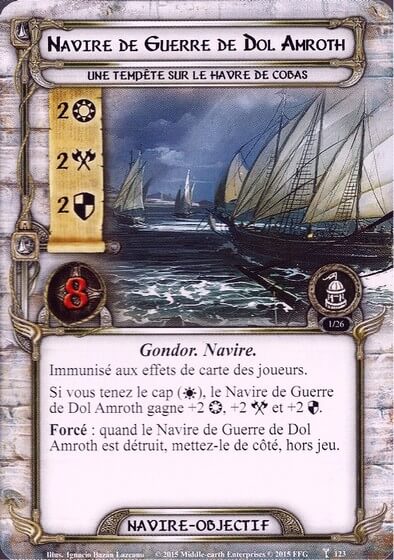 Navire de Guerre de Dol Amroth
UNE TEMPÊTE SUR LE HAVRE DE COBAS
2
2
2
8
1/26
Gondor. Navire.
Immunisé aux effets de carte des joueurs.
Si vous tenez le cap (☀), le Navire de Guerre
de Dol Amroth gagne +2 , +2 et +2 .
Forcé : quand le Navire de Guerre de Dol
Amroth est détruit, mettez-le de côté, hors jeu.
NAVIRE-OBJECTIF
Illus. Ignacio Bazán Lazcano © 2015 Middle-earth Enterprises © 2015 FFG 123